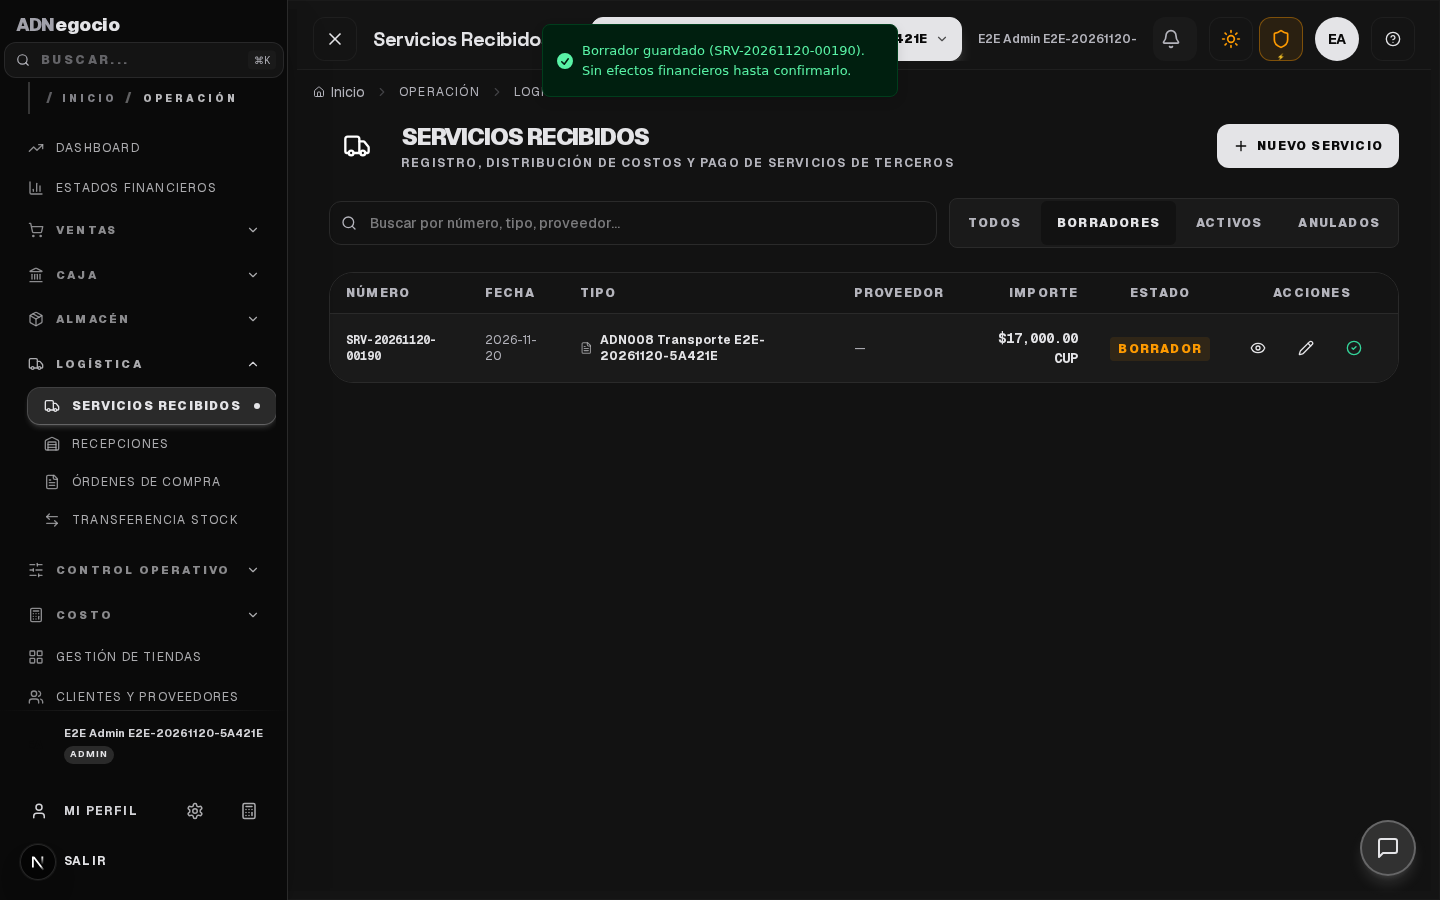 ADNegocio
BUSCAR...
⌘K
/ INICIO / OPERACIÓN
DASHBOARD
ESTADOS FINANCIEROS
VENTAS
CAJA
ALMACÉN
LOGÍSTICA
SERVICIOS RECIBIDOS
RECEPCIONES
ÓRDENES DE COMPRA
TRANSFERENCIA STOCK
CONTROL OPERATIVO
COSTO
GESTIÓN DE TIENDAS
CLIENTES Y PROVEEDORES
E2E Admin E2E-20261120-5A421E
ADMIN
MI PERFIL
SALIR
Servicios Recibido
421E
E2E Admin E2E-20261120-
EA
Borrador guardado (SRV-20261120-00190).
Sin efectos financieros hasta confirmarlo.
Inicio
OPERACIÓN
SERVICIOS RECIBIDOS
REGISTRO, DISTRIBUCIÓN DE COSTOS Y PAGO DE SERVICIOS DE TERCEROS
NUEVO SERVICIO
Buscar por número, tipo, proveedor...
TODOS
BORRADORES
ACTIVOS
ANULADOS
NÚMERO
FECHA
TIPO
PROVEEDOR
IMPORTE
ESTADO
ACCIONES
SRV-20261120-
00190
2026-11-
20
ADN008 Transporte E2E-
20261120-5A421E
—
$17,000.00
CUP
BORRADOR